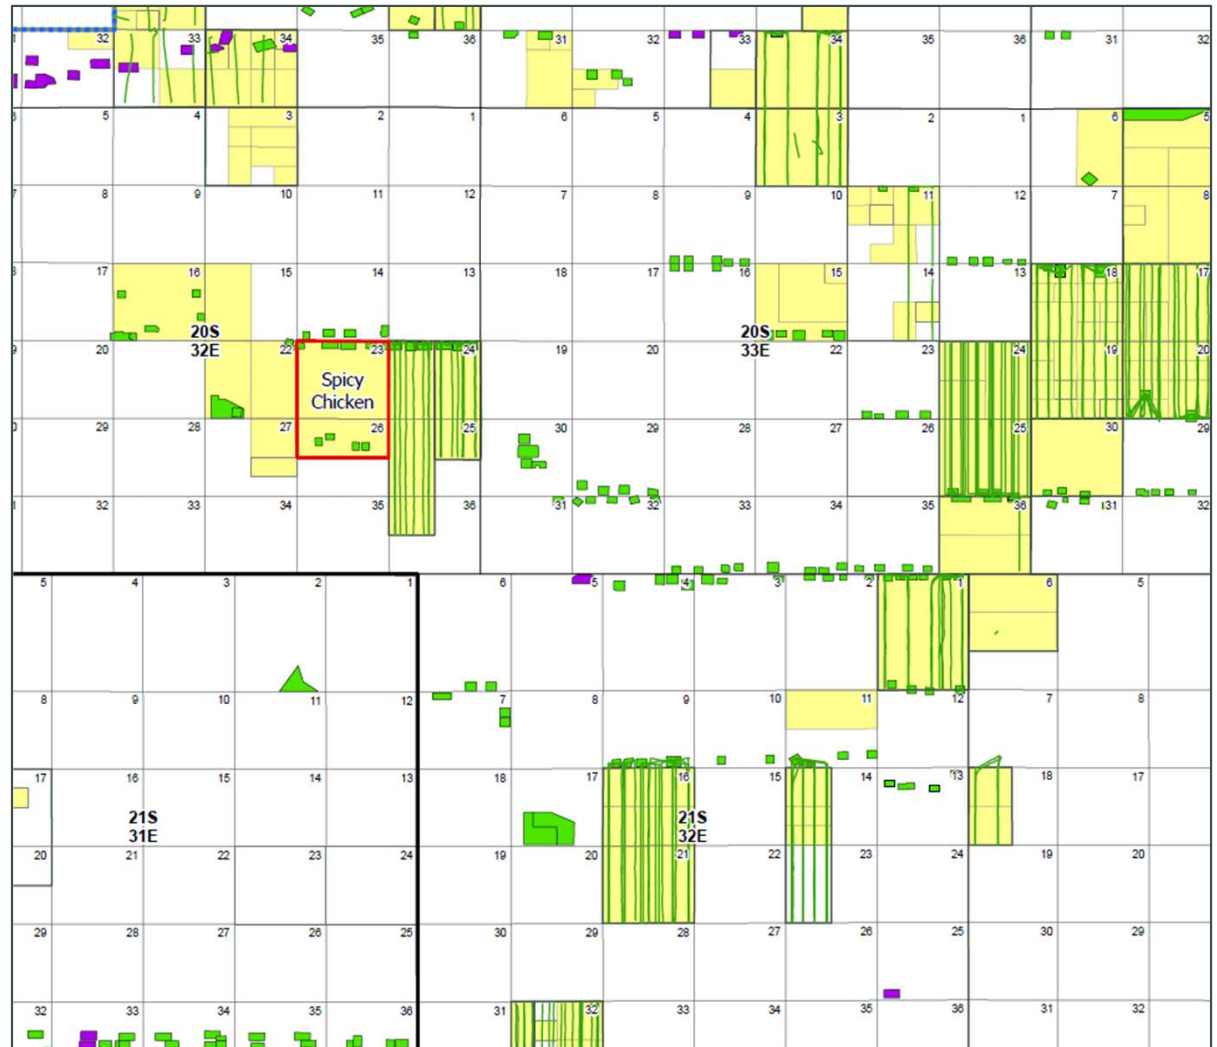 32 33 34 35 36 31 32 33 34 35 36 31 32
5 4 3 2 1 6 5 4 3 2 1 6 5
7 8 9 10 11 12 7 8 9 10 11 12 7 8
17 16 15 14 13 18 17 16 15 14 13 18 17
20S 20S
32E 33E
20 22 23 24 19 20 22 23 24 19 20
Spicy
Chicken
29 28 27 26 25 30 29 28 27 26 25 30 29
32 33 34 35 36 31 32 33 34 35 36 31 32
5 4 3 2 1 6 5 4 3 2 1 6 5
8 9 10 11 12 7 8 9 10 11 12 7 8
17 16 15 14 13 18 17 16 15 14 13 18 17
21S 21S
31E 32E
20 21 22 23 24 19 20 21 22 23 24 19 20
29 28 27 26 25 30 29 28 27 26 25 30 29
32 33 34 35 36 31 32 33 34 35 36 31 32